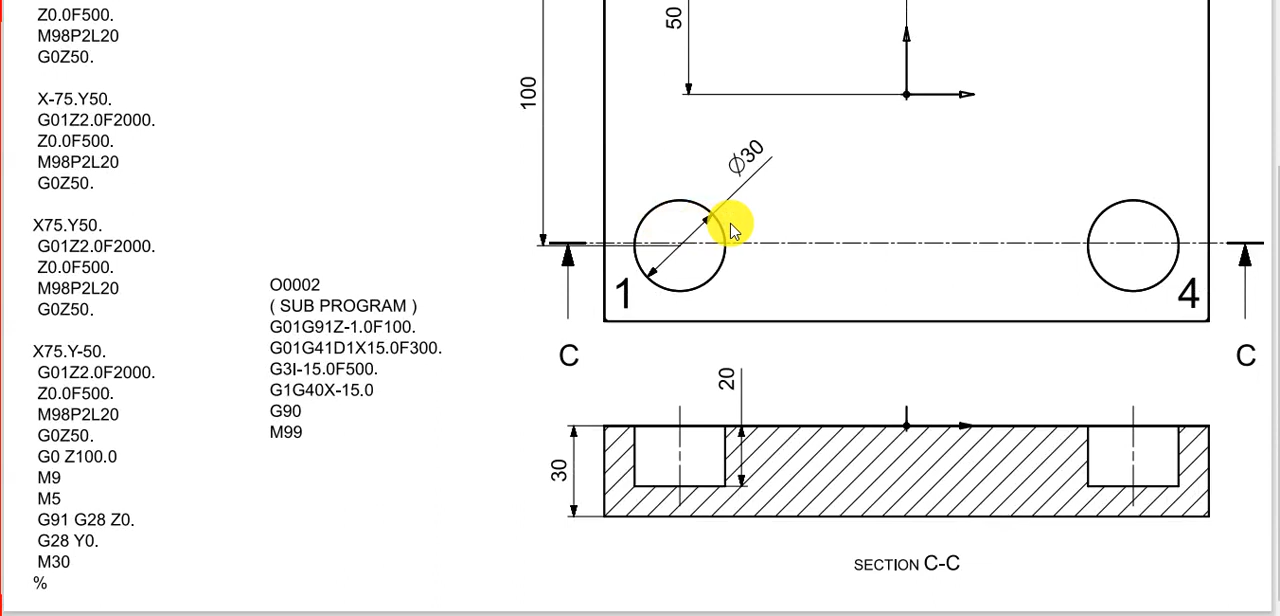 Z0.0F500.
M98P2L20
G0Z50.
X-75.Y50.
G01Z2.0F2000.
Z0.0F500.
M98P2L20
G0Z50.
X75.Y50.
G01Z2.0F2000.
Z0.0F500.
M98P2L20
G0Z50.
X75.Y-50.
G01Z2.0F2000.
Z0.0F500.
M98P2L20
G0Z50.
G0 Z100.0
M9
M5
G91 G28 Z0.
G28 Y0.
M30
%
O0002
( SUB PROGRAM )
G01G91Z-1.0F100.
G01G41D1X15.0F300.
G3I-15.0F500.
G1G40X-15.0
G90
M99
50
100
Ø30
1
4
C
C
20
30
SECTION C-C